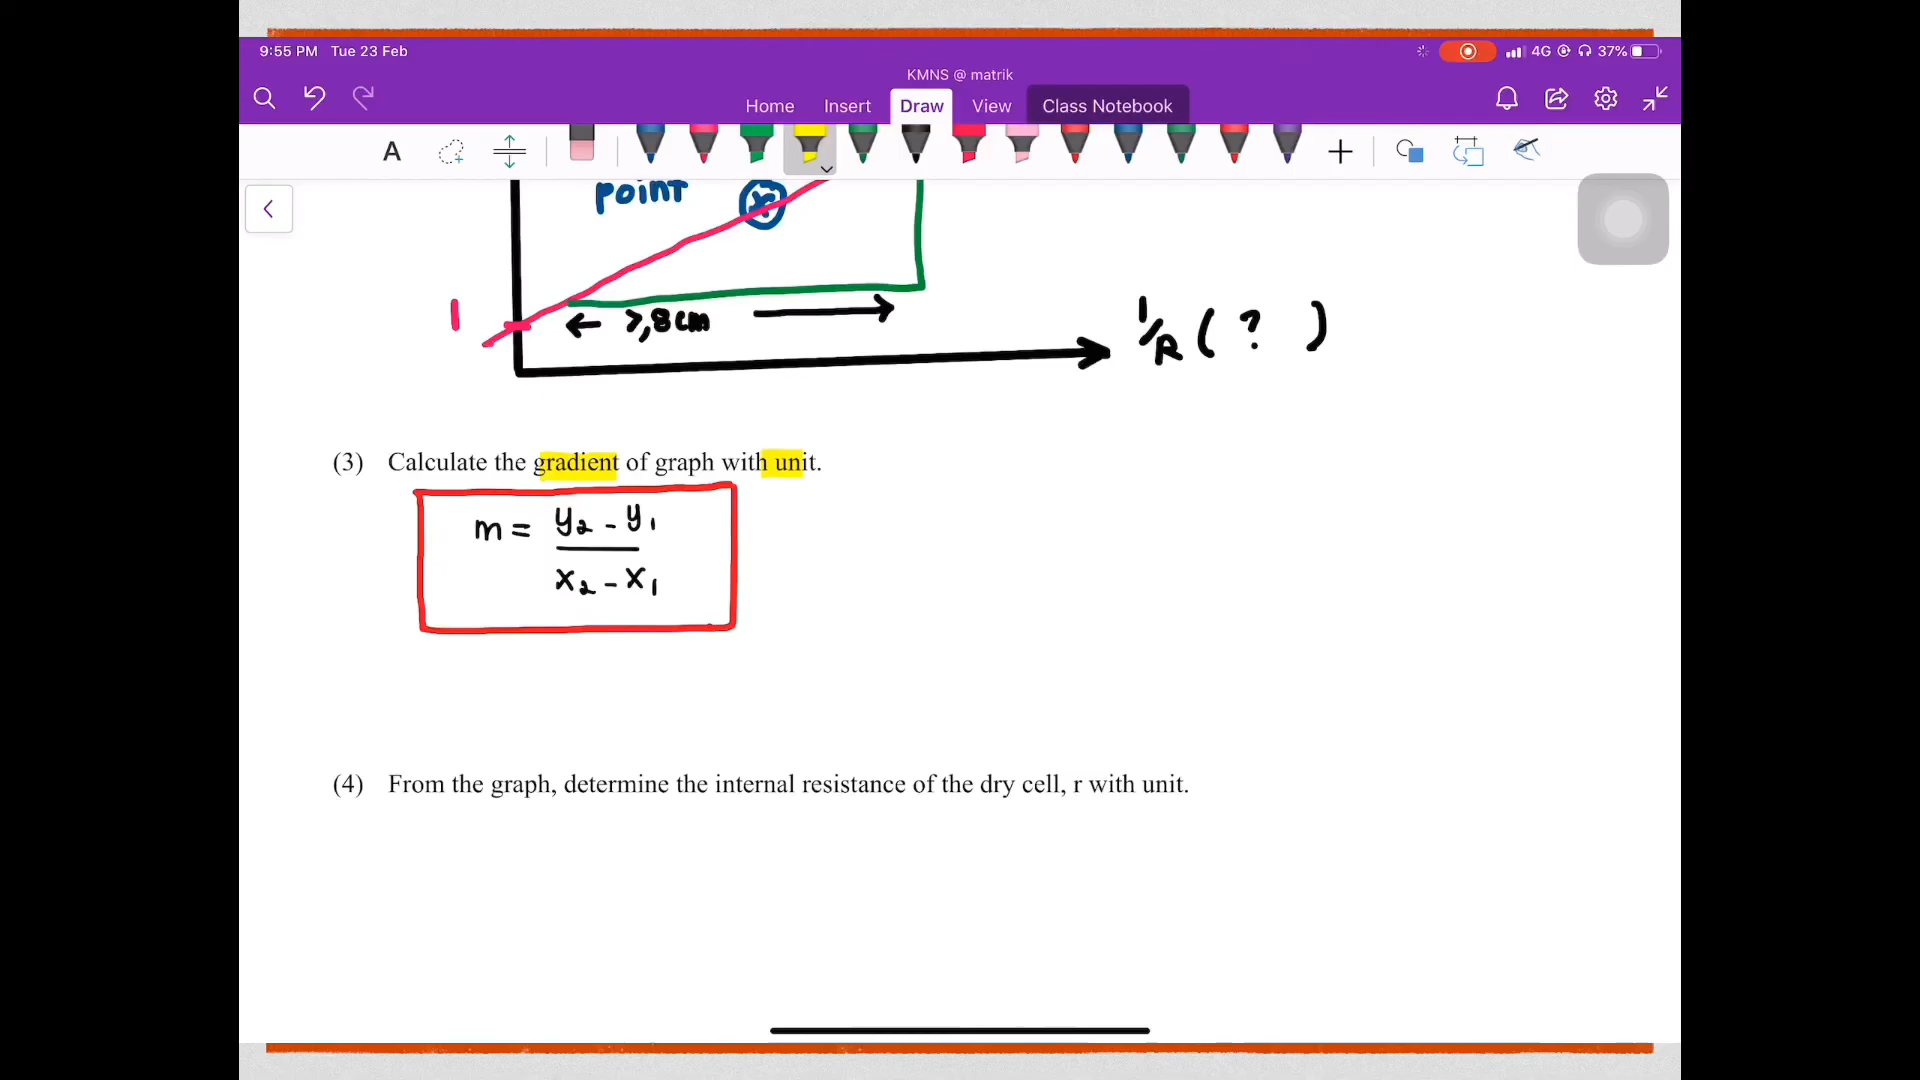 9:55 PM Tue 23 Feb
4G 37%
KMNS @ matrik
Home Insert Draw View Class Notebook
A
point
x
1
>,8cm
1/R ( ? )
(3) Calculate the gradient of graph with unit.
m = y₂ - y₁
x₂ - x₁
(4) From the graph, determine the internal resistance of the dry cell, r with unit.